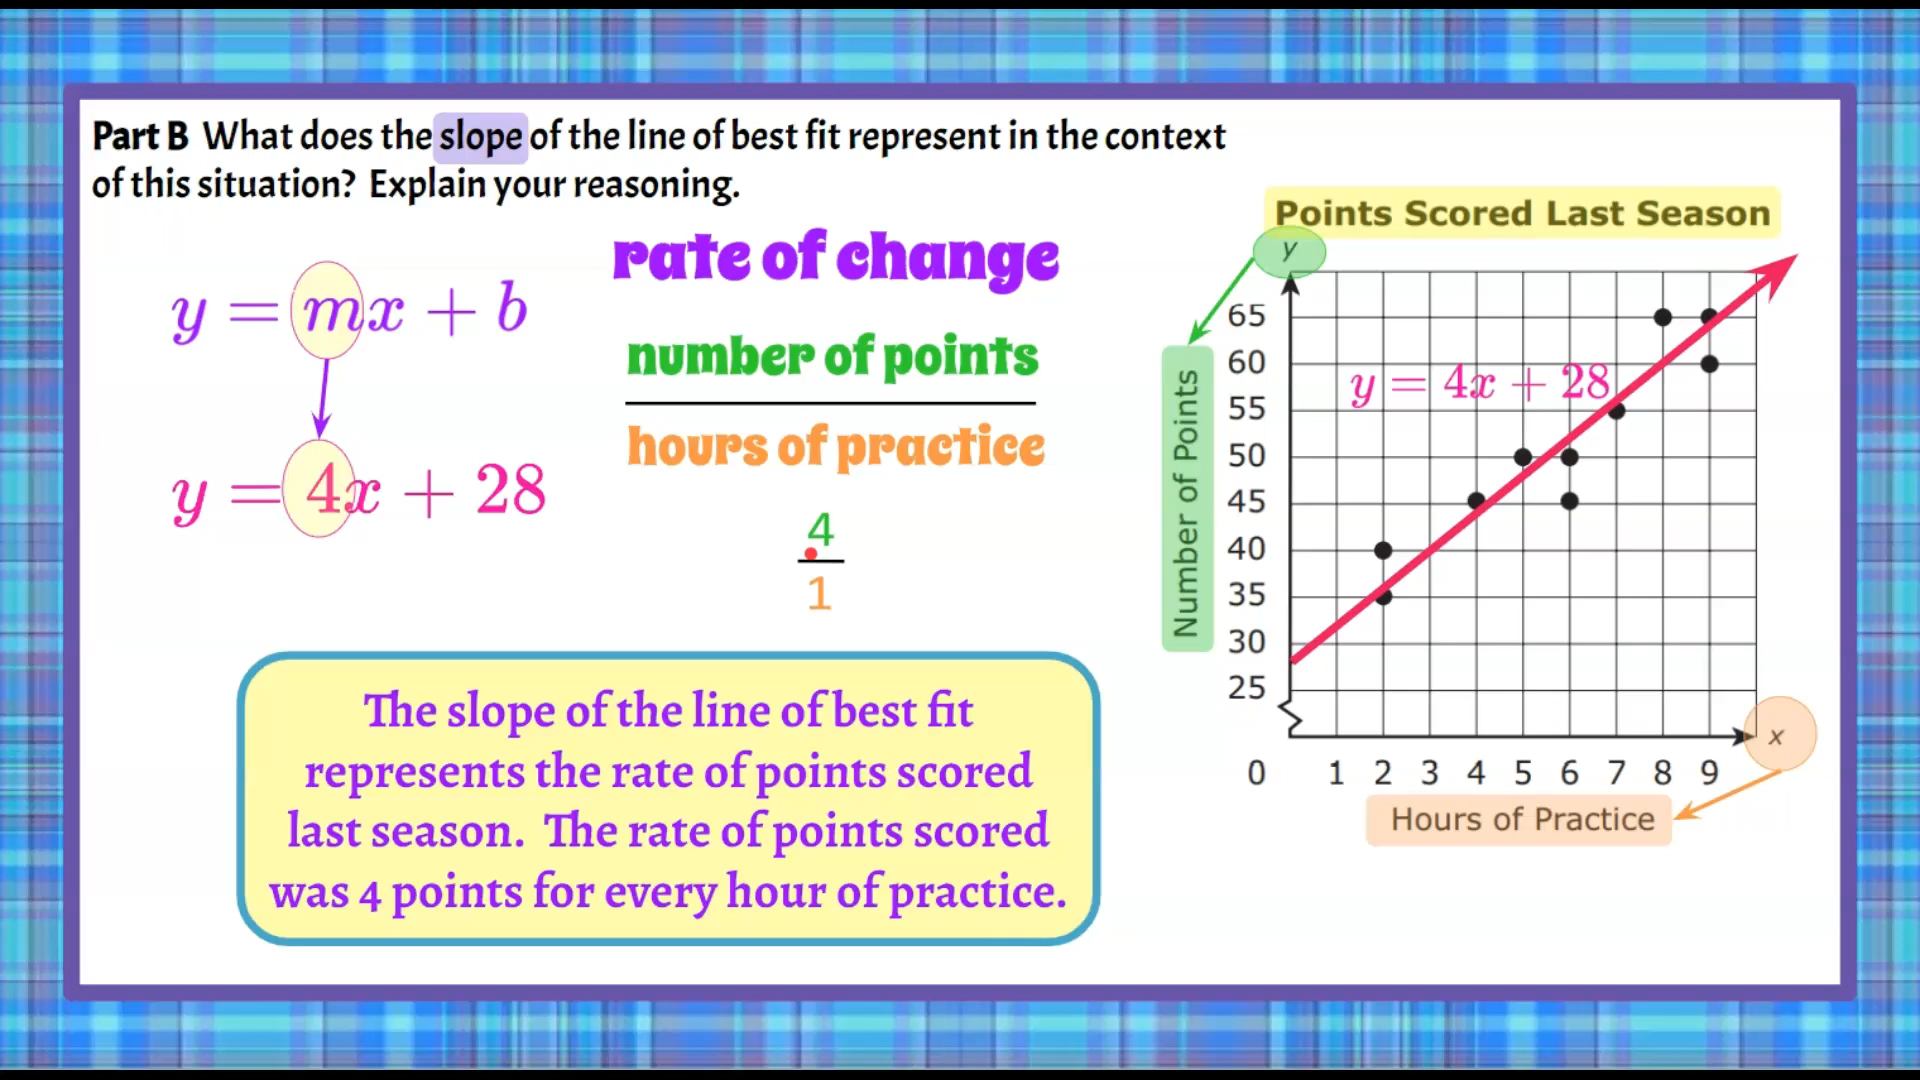 Part B What does the slope of the line of best fit represent in the context
of this situation? Explain your reasoning.
y = mx + b
y = 4x + 28
rate of change
number of points
hours of practice
4
1
The slope of the line of best fit
represents the rate of points scored
last season. The rate of points scored
was 4 points for every hour of practice.
Points Scored Last Season
y
Number of Points
65
60
55
50
45
40
35
30
25
y = 4x + 28
x
0 1 2 3 4 5 6 7 8 9
Hours of Practice